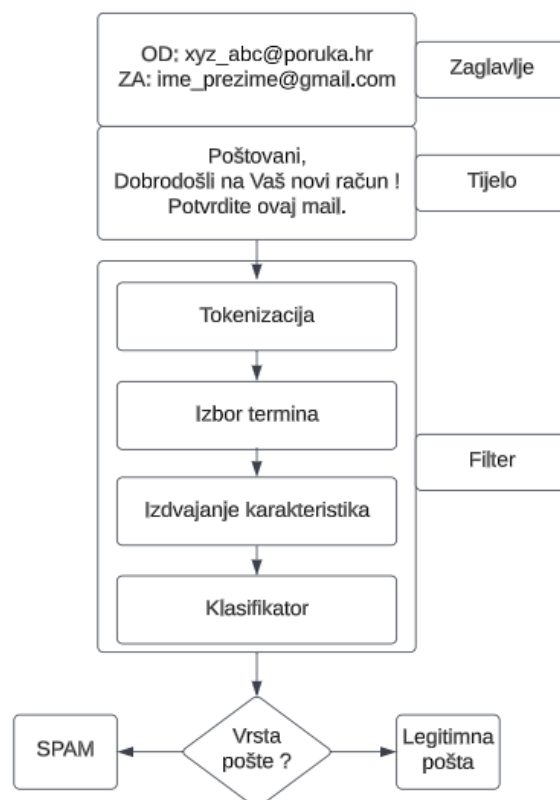 OD: xyz_abc@poruka.hr
ZA: ime_prezime@gmail.com
Zaglavlje
Poštovani,
Dobrodošli na Vaš novi račun !
Potvrdite ovaj mail.
Tijelo
Tokenizacija
Izbor termina
Filter
Izdvajanje karakteristika
Klasifikator
SPAM
Vrsta
pošte ?
Legitimna
pošta